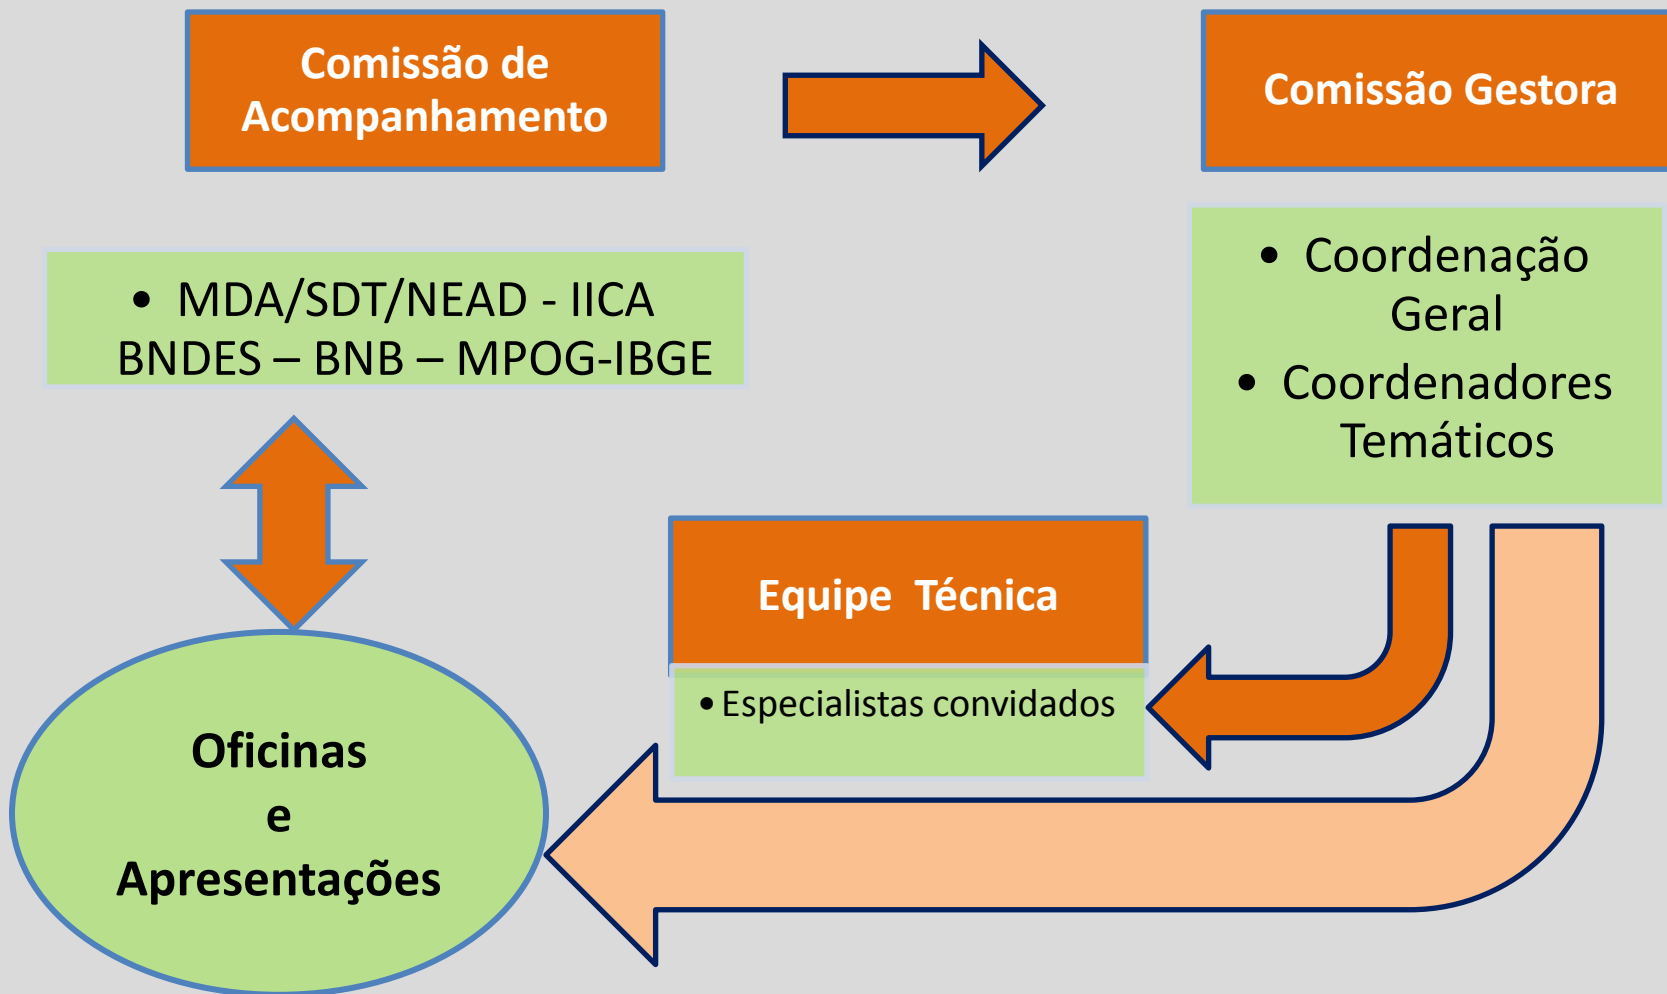 Comissão de
Acompanhamento
Comissão Gestora
• MDA/SDT/NEAD - IICA
BNDES – BNB – MPOG-IBGE
• Coordenação
Geral
• Coordenadores
Temáticos
Equipe Técnica
• Especialistas convidados
Oficinas
e
Apresentações